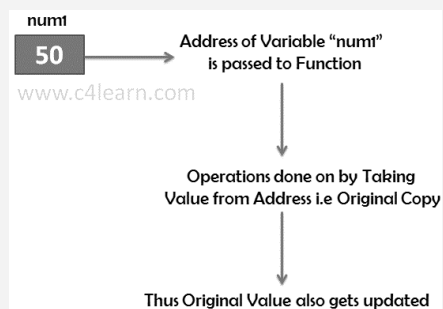 num1
50
Address of Variable “num1”
is passed to Function
www.c4learn.com
Operations done on by Taking
Value from Address i.e Original Copy
Thus Original Value also gets updated